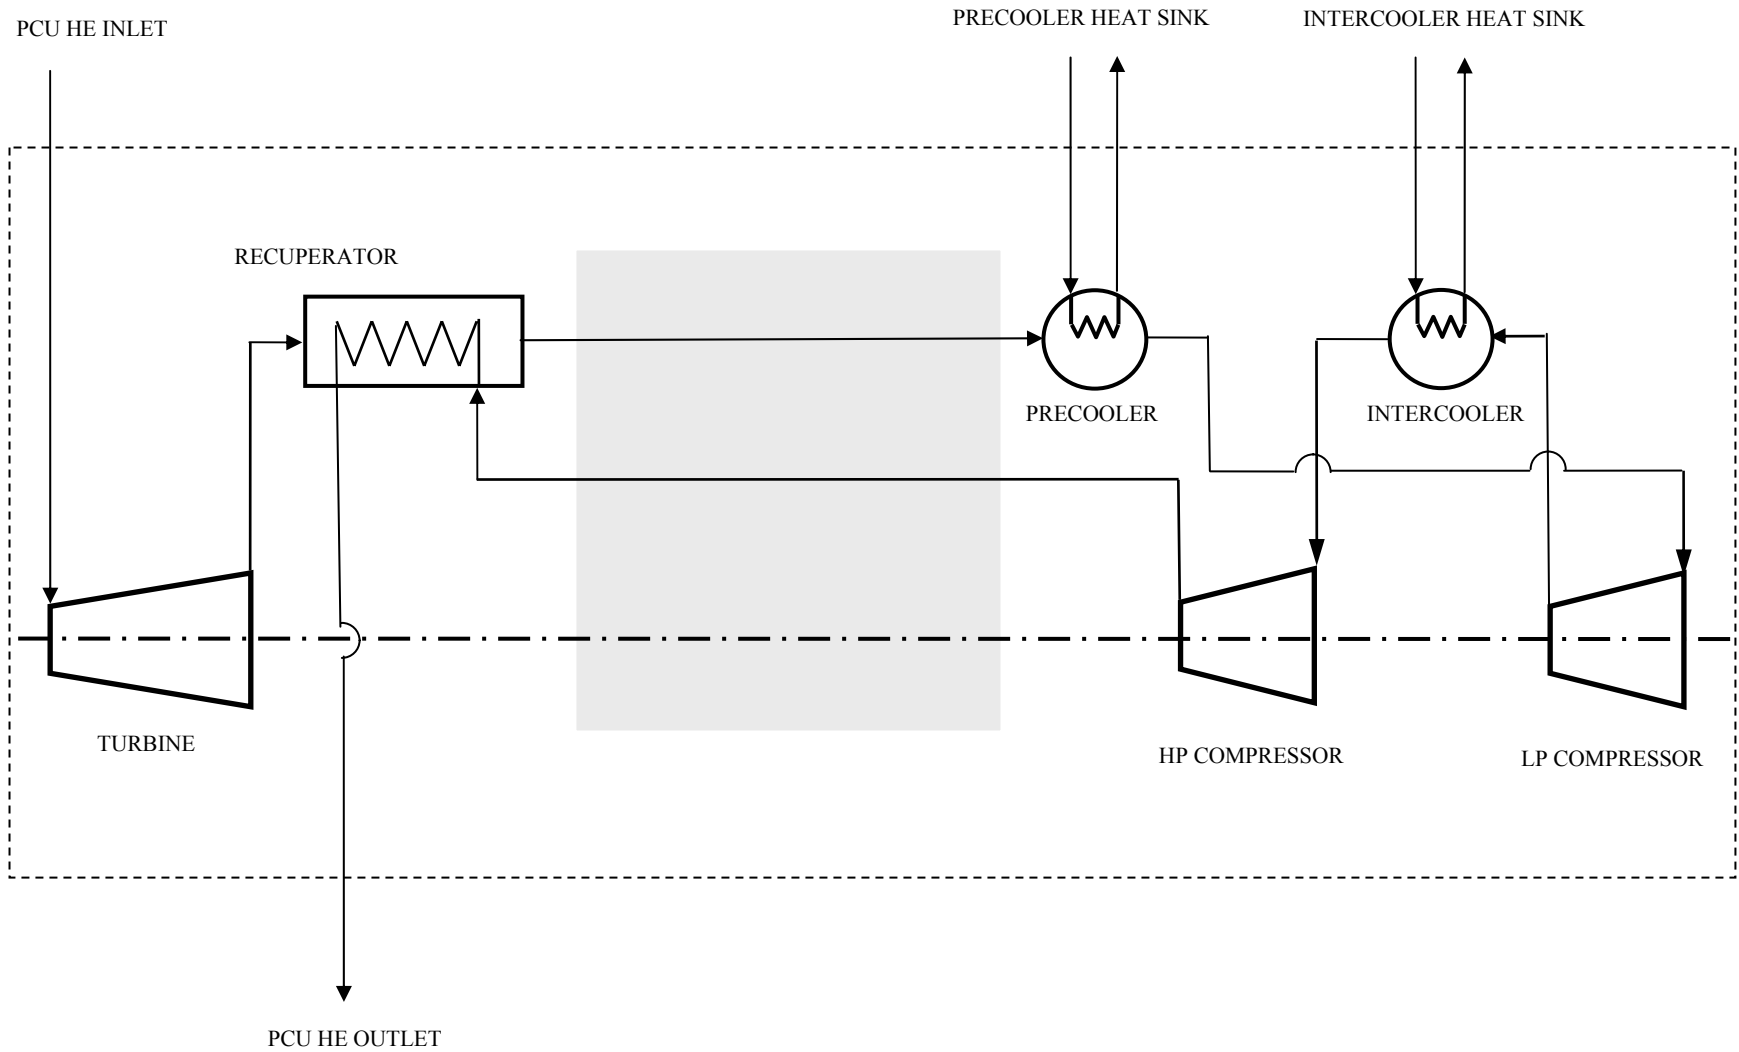 PCU HE INLET
PRECOOLER HEAT SINK
INTERCOOLER HEAT SINK
RECUPERATOR
PRECOOLER
INTERCOOLER
TURBINE
HP COMPRESSOR
LP COMPRESSOR
PCU HE OUTLET